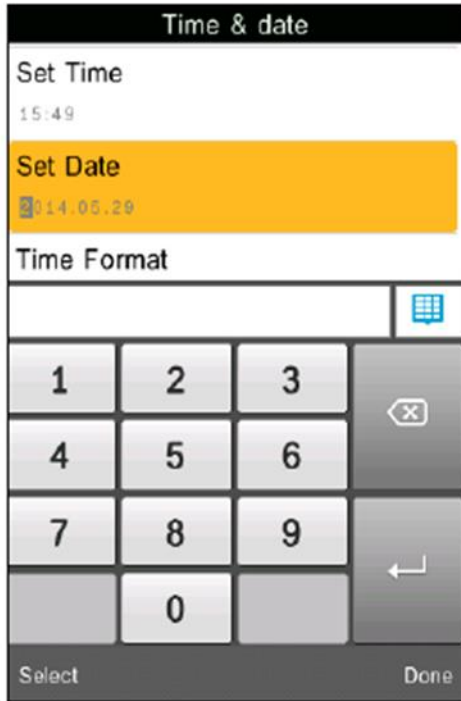 Time & date
Set Time
15:49
Set Date
2014.05.29
Time Format
1 2 3
4 5 6
7 8 9
0
Select Done